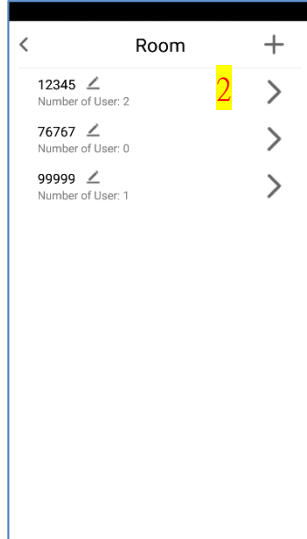 Room
12345
Number of User: 2
2
76767
Number of User: 0
99999
Number of User: 1